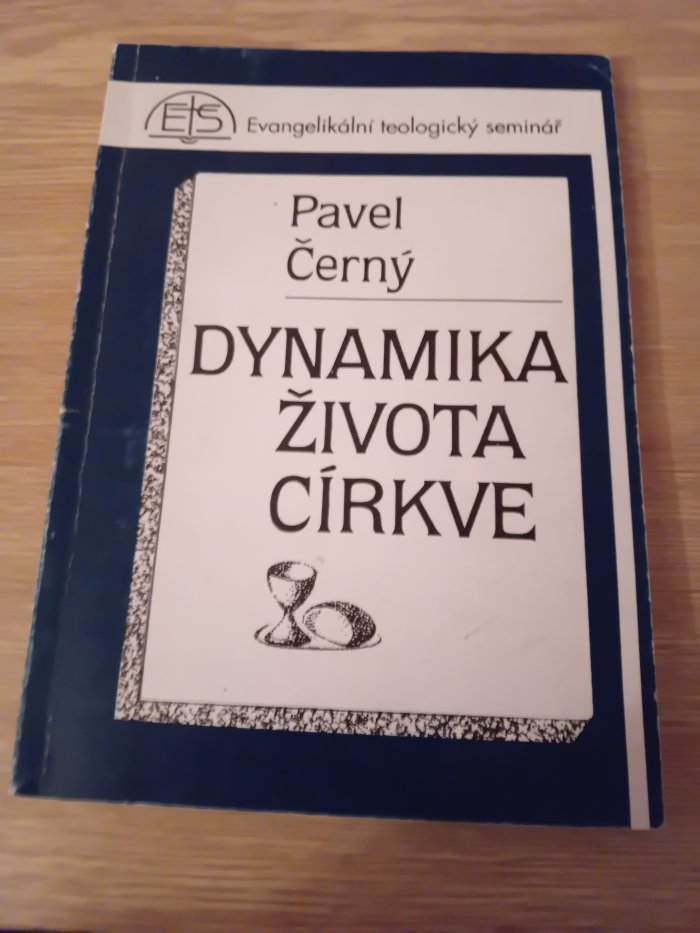 ETS Evangelikální teologický seminář
Pavel
Černý
DYNAMIKA
ŽIVOTA
CÍRKVE